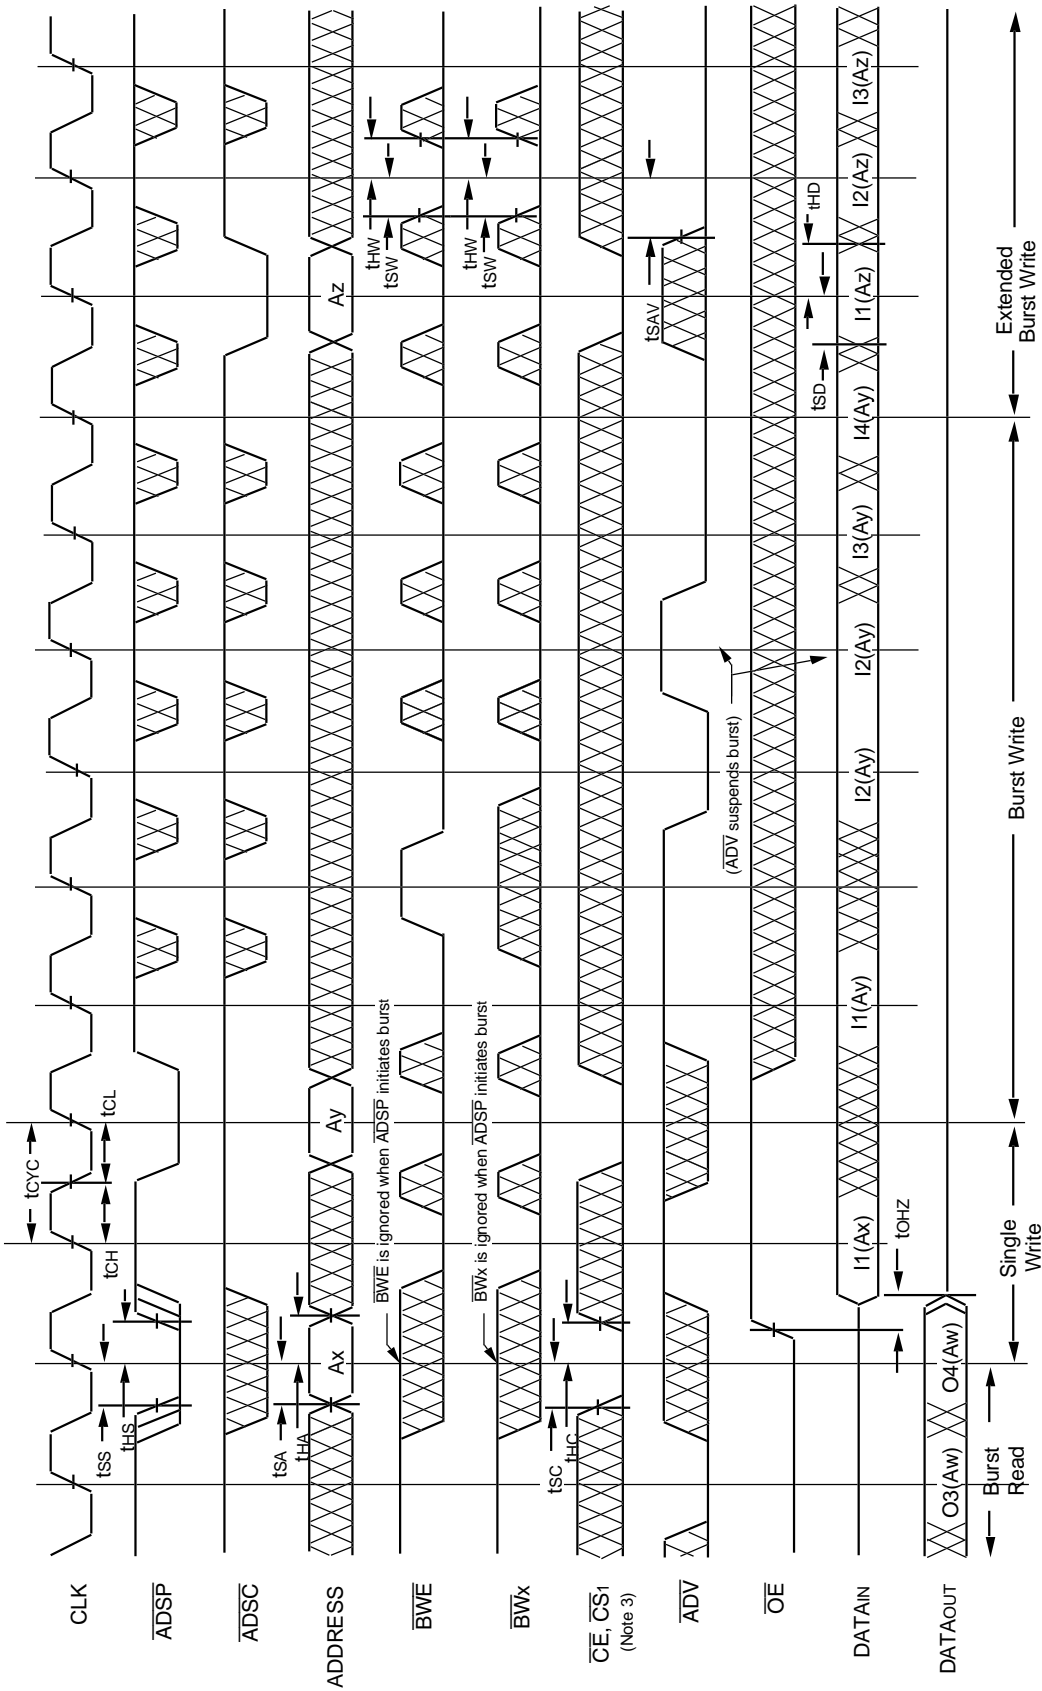 CLK
tCYC
tCH
tCL
ADSP
tSS
tHS
ADSC
ADDRESS
tSA
tHA
Ax
Ay
Az
BWE
BWE is ignored when ADSP initiates burst
tHW
tSW
BWx
BWx is ignored when ADSP initiates burst
tHW
tSW
CE, CS1
(Note 3)
tSC
tHC
ADV
tSAV
(ADV suspends burst)
OE
DATAIN
I1(Ax)
I1(Ay)
I2(Ay)
I2(Ay)
I3(Ay)
I4(Ay)
I1(Az)
I2(Az)
I3(Az)
tSD
tHD
tOHZ
DATAOUT
O3(Aw)
O4(Aw)
Burst
Read
Single
Write
Burst Write
Extended
Burst Write